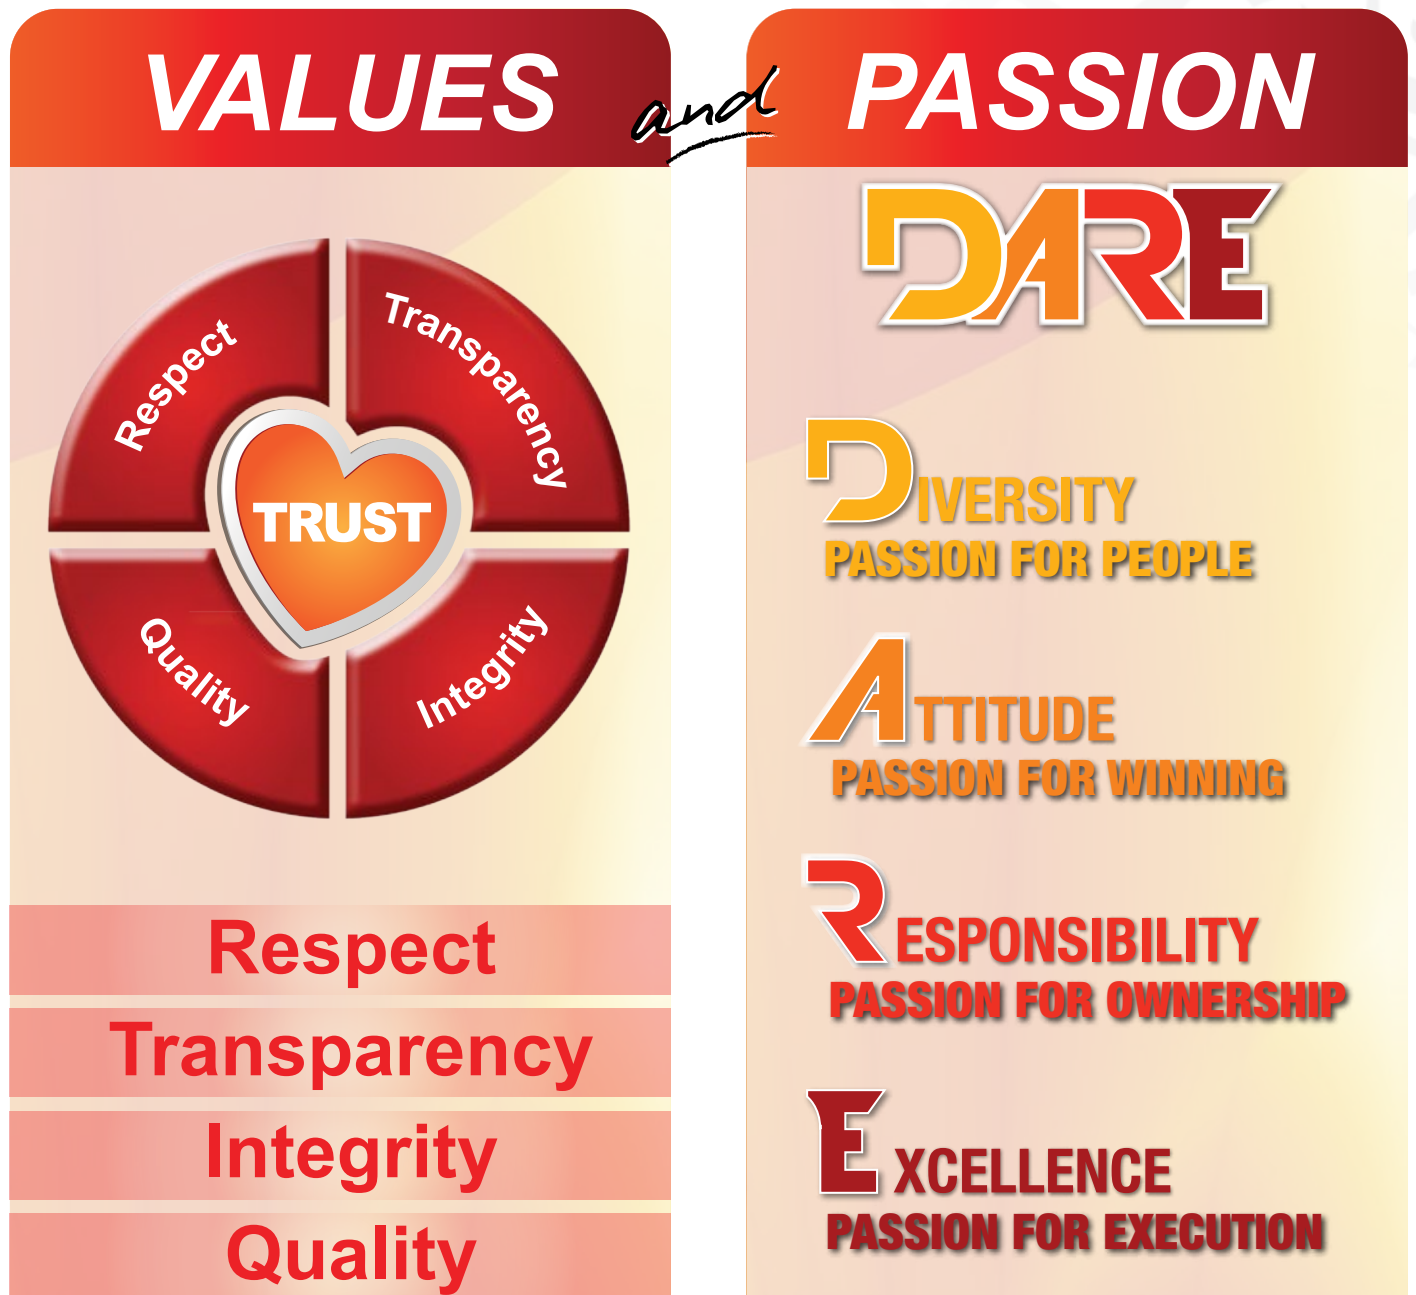 VALUES and PASSION
Respect
Transparency
TRUST
Quality
Integrity
Respect
Transparency
Integrity
Quality
DARE
DIVERSITY
PASSION FOR PEOPLE
ATTITUDE
PASSION FOR WINNING
RESPONSIBILITY
PASSION FOR OWNERSHIP
EXCELLENCE
PASSION FOR EXECUTION